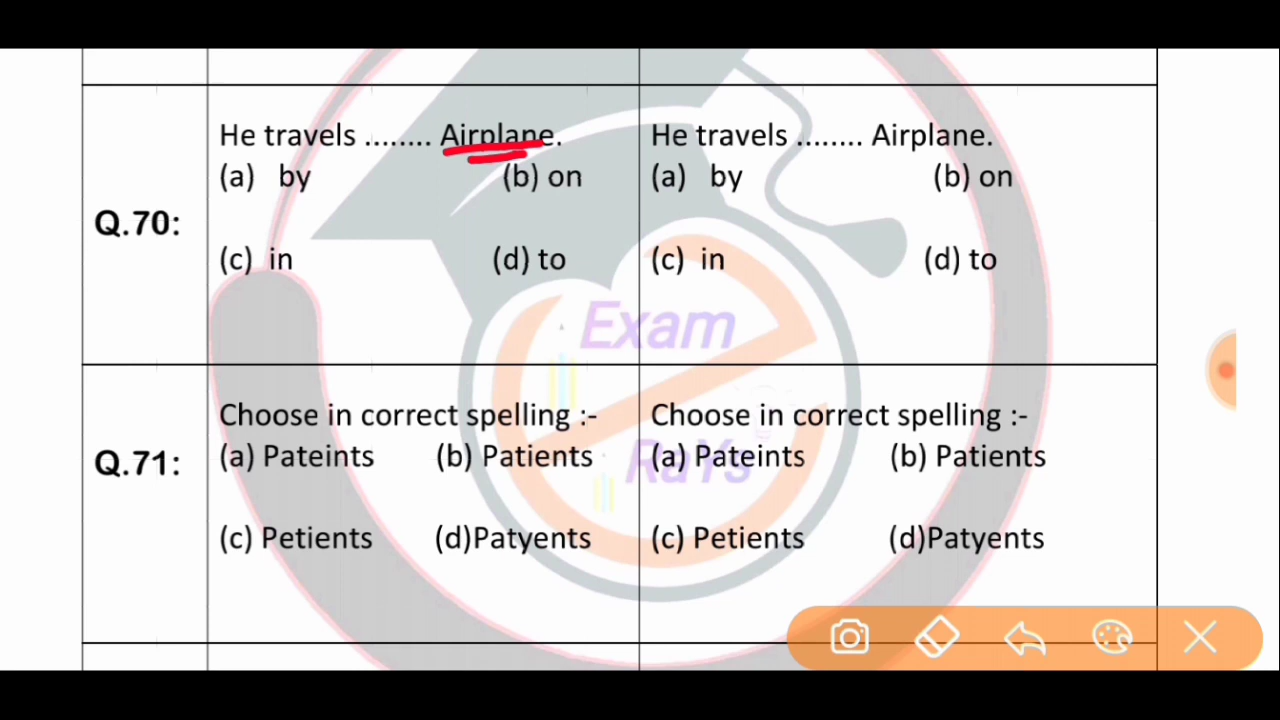 Q.70:
He travels ........ Airplane.
(a) by (b) on
(c) in (d) to
He travels ........ Airplane.
(a) by (b) on
(c) in (d) to
Q.71:
Choose in correct spelling :-
(a) Pateints (b) Patients
(c) Petients (d)Patyents
Choose in correct spelling :-
(a) Pateints (b) Patients
(c) Petients (d)Patyents
Exam
RaYs